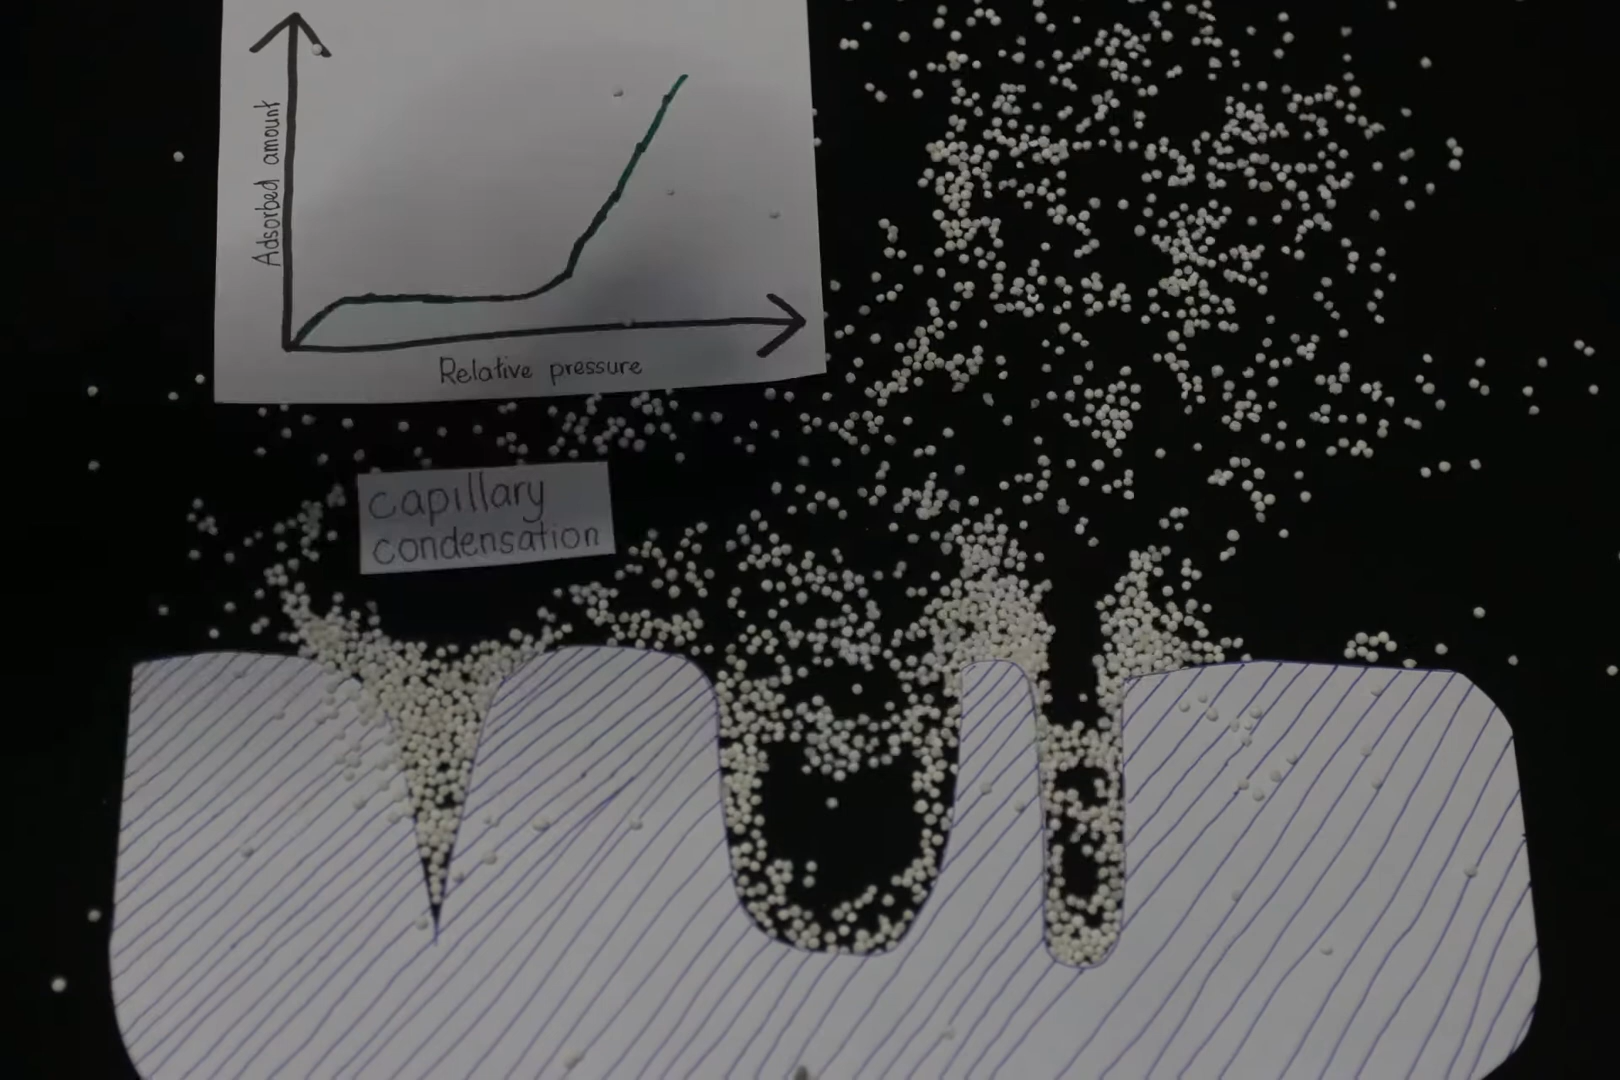 Adsorbed amount
Relative pressure
capillary
condensation